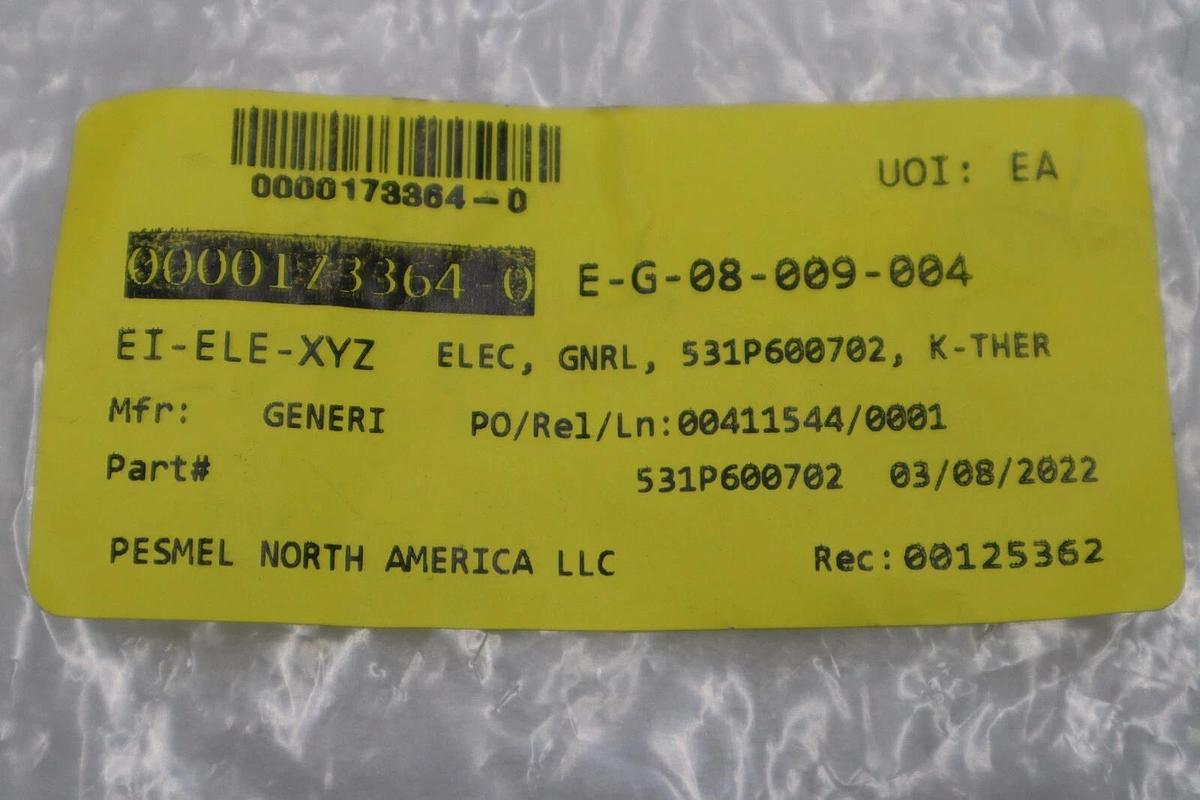 0000173364-0
UOI: EA
0000173364-0 E-G-08-009-004
EI-ELE-XYZ ELEC, GNRL, 531P600702, K-THER
Mfr: GENERI PO/Rel/Ln:00411544/0001
Part# 531P600702 03/08/2022
PESMEL NORTH AMERICA LLC Rec:00125362